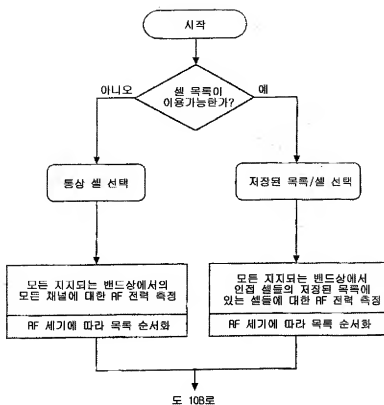 시작
셀 목록이
이용가능한가?
아니오
예
통상 셀 선택
저장된 목록/셀 선택
모든 지지되는 밴드상에서의
모든 채널에 대한 RF 전력 측정
RF 세기에 따라 목록 순서화
모든 지지되는 밴드상에서
인접 셀들의 저장된 목록에
있는 셀들에 대한 RF 전력 측정
RF 세기에 따라 목록 순서화
도 10B로